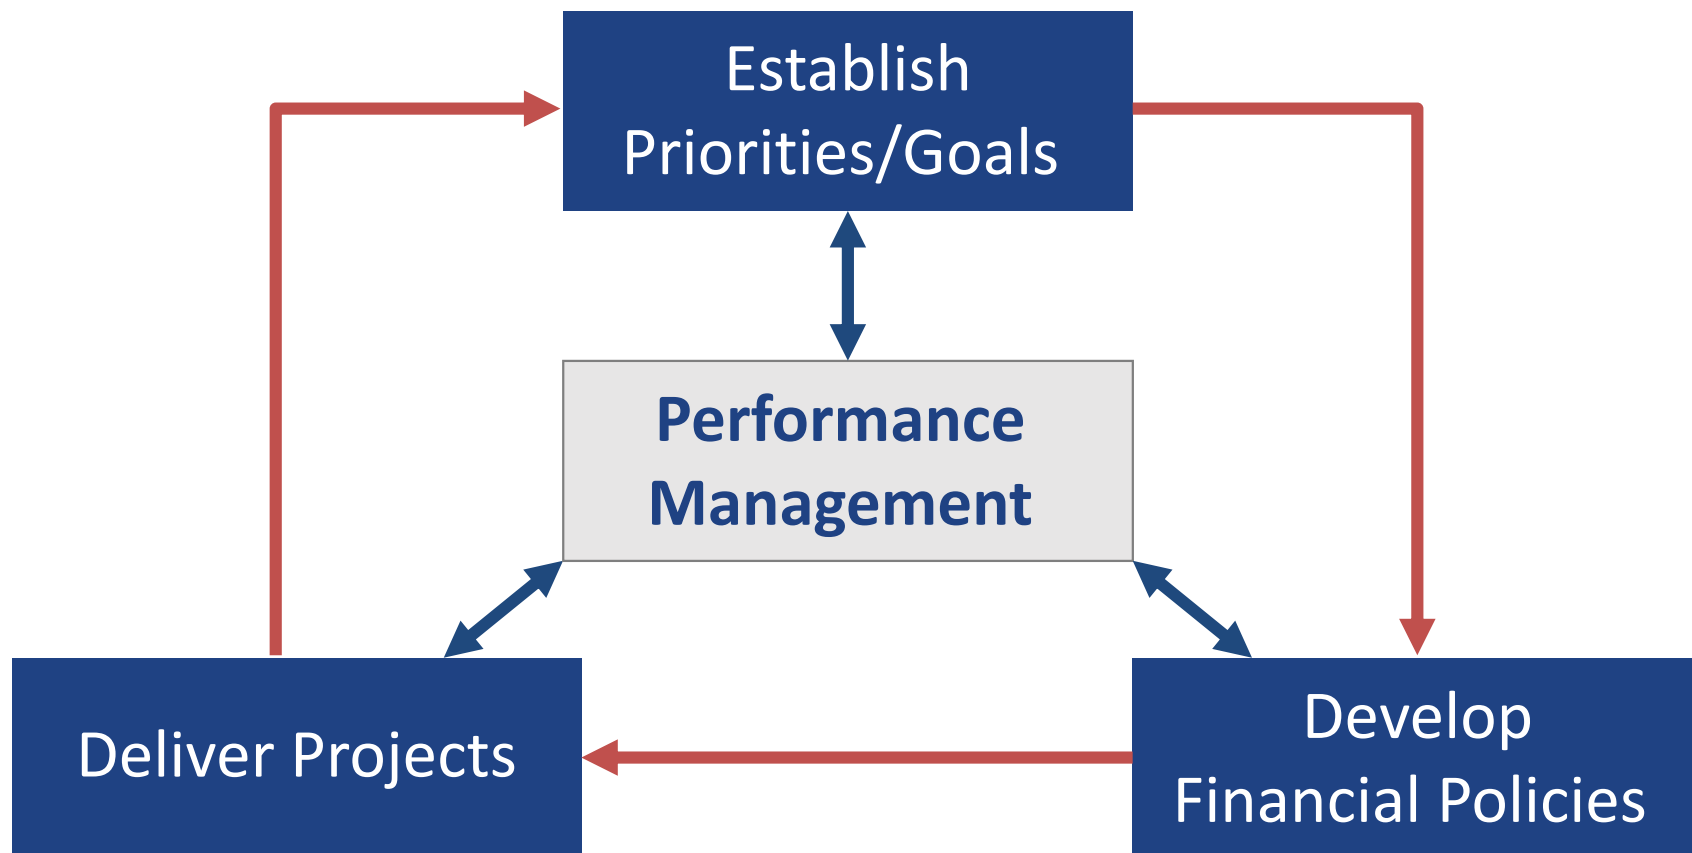 Establish
Priorities/Goals
Performance
Management
Deliver Projects
Develop
Financial Policies